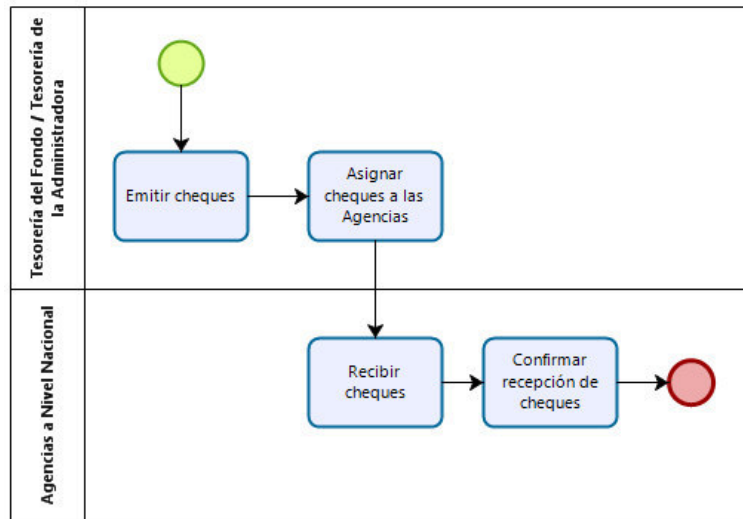 Tesorería del Fondo / Tesorería de
la Administradora
Emitir cheques
Asignar
cheques a las
Agencias
Agencias a Nivel Nacional
Recibir
cheques
Confirmar
recepción de
cheques